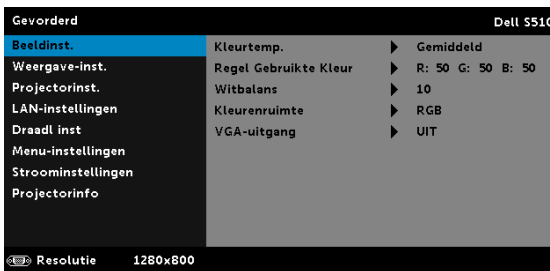 Gevorderd Dell S510
Beeldinst.
Weergave-inst.
Projectorinst.
LAN-instellingen
Draadl inst
Menu-instellingen
Stroominstellingen
Projectorinfo
Kleurtemp. Gemiddeld
Regel Gebruikte Kleur R: 50 G: 50 B: 50
Witbalans 10
Kleurenruimte RGB
VGA-uitgang UIT
Resolutie 1280x800